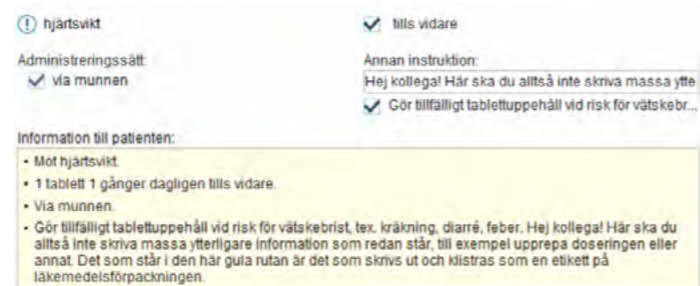 hjärtsvikt
tills vidare
Administreringssätt:
via munnen
Annan instruktion:
Hej kollega! Här ska du alltså inte skriva massa ytte
Gör tillfälligt tablettuppehåll vid risk för vätskebr...
Information till patienten:
• Mot hjärtsvikt.
• 1 tablett 1 gånger dagligen tills vidare.
• Via munnen.
• Gör tillfälligt tablettuppehåll vid risk för vätskebrist, tex. kräkning, diarré, feber. Hej kollega! Här ska du
alltså inte skriva massa ytterligare information som redan står, till exempel upprepa doseringen eller
annat. Det som står i den här gula rutan är det som skrivs ut och klistras som en etikett på
läkemedelsförpackningen.